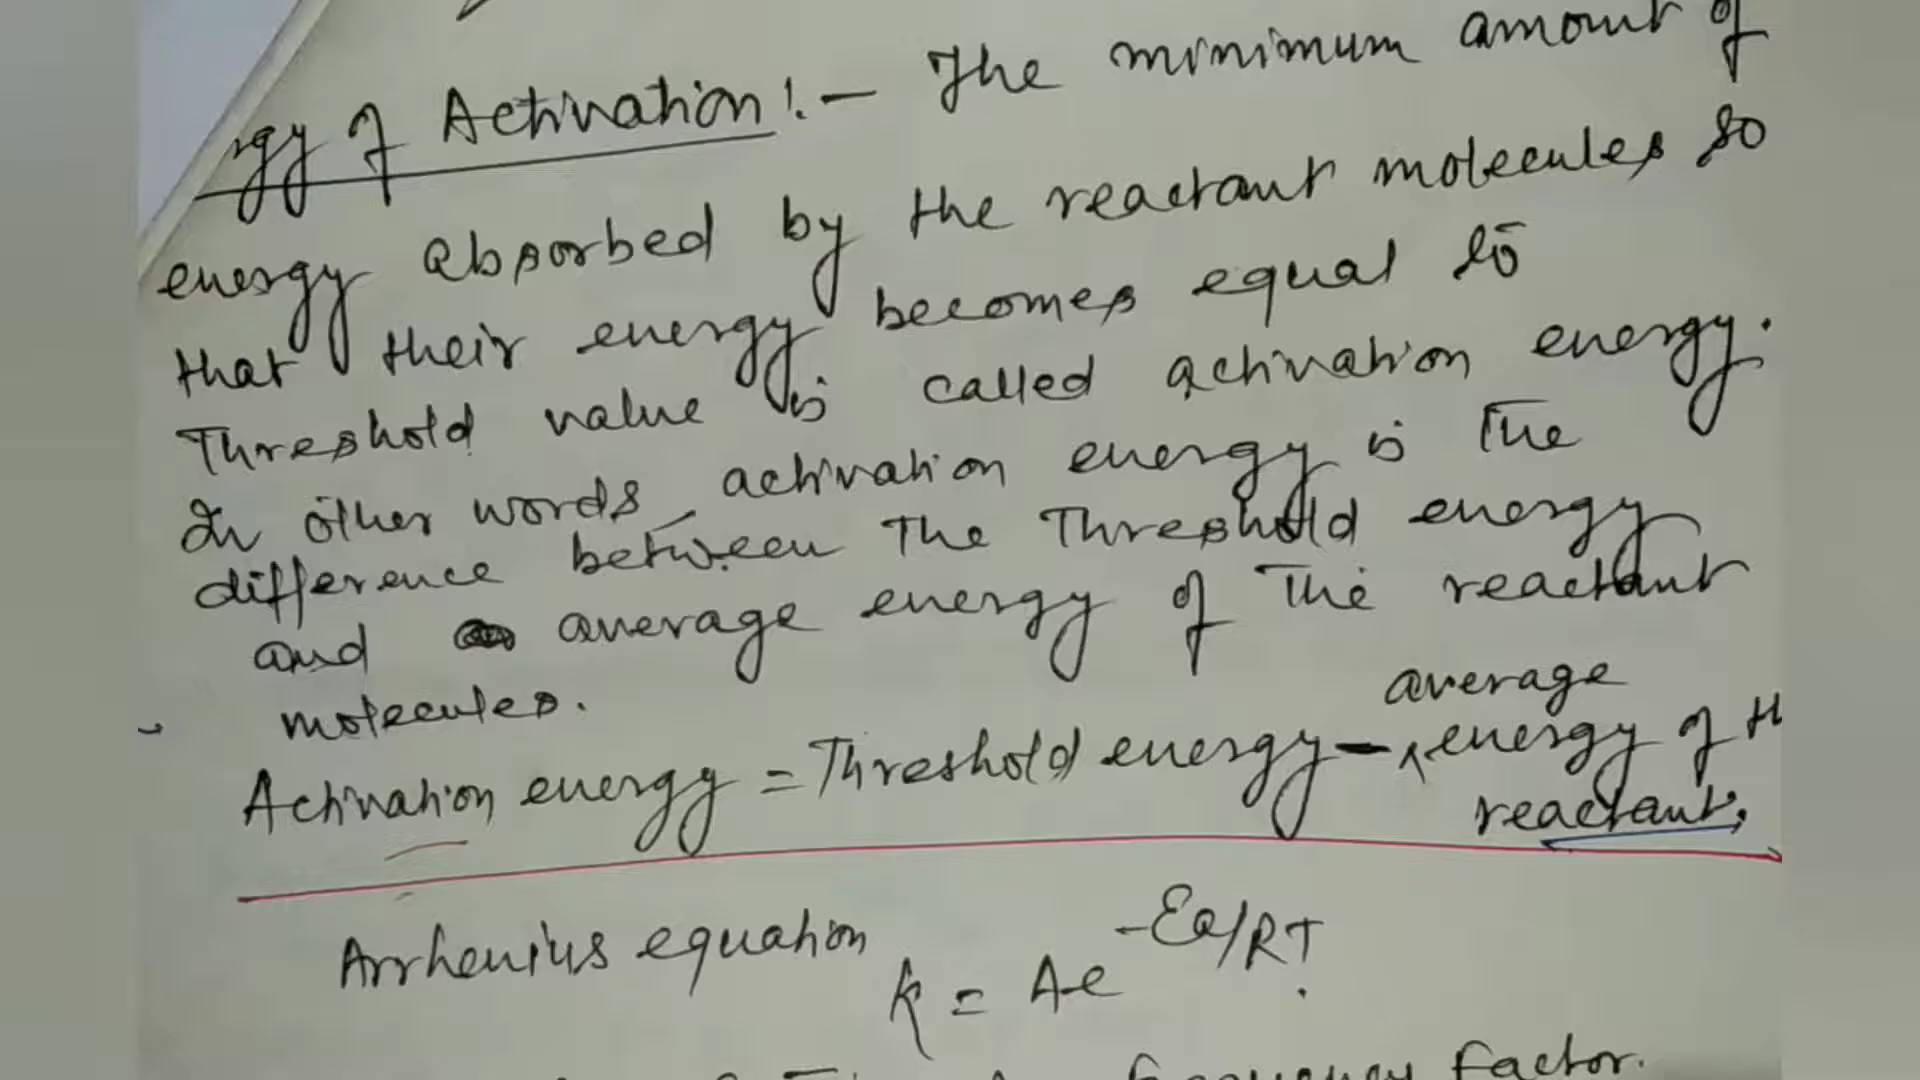 rgy of Activation:- The minimum amount of
energy absorbed by the reactant molecules so
that their energy becomes equal to
Threshold value is called activation energy.
In other words, activation energy is the
difference between The Threshold energy
and average energy of The reactant
molecules.
average
Activation energy = Threshold energy - ^ energy of th
reactant.
Arrhenius equation
k = Ae^-Ea/RT.
factor.